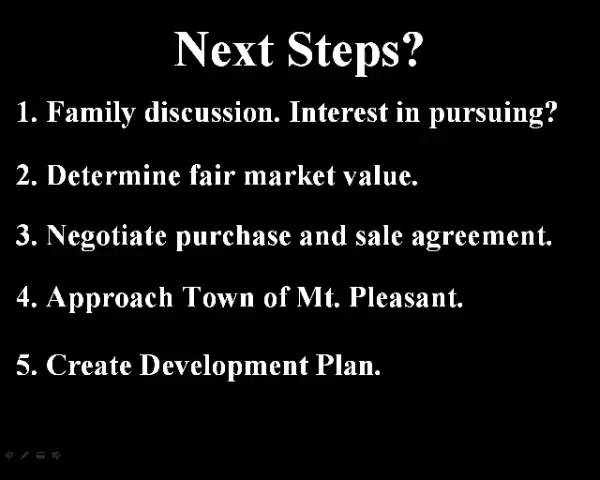 Next Steps?
1. Family discussion. Interest in pursuing?
2. Determine fair market value.
3. Negotiate purchase and sale agreement.
4. Approach Town of Mt. Pleasant.
5. Create Development Plan.